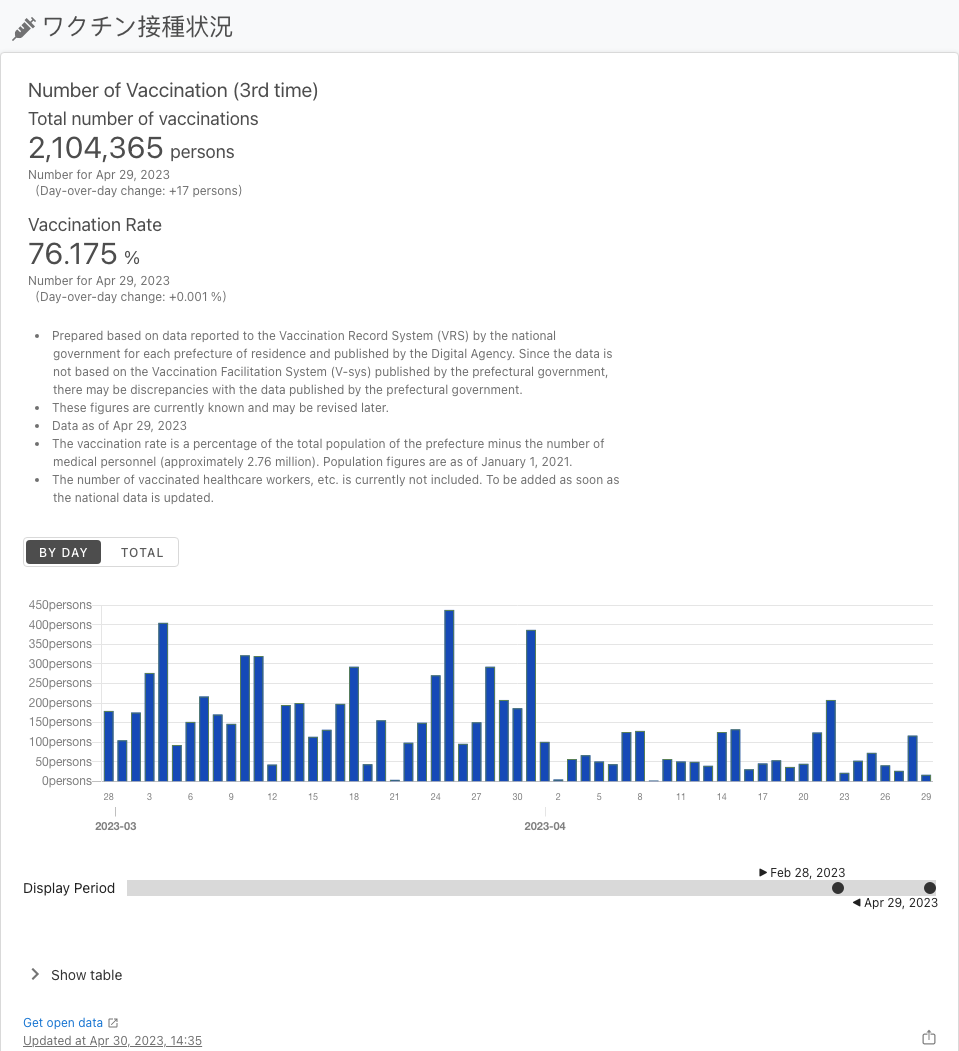 ワクチン接種状況
Number of Vaccination (3rd time)
Total number of vaccinations
2,104,365 persons
Number for Apr 29, 2023
(Day-over-day change: +17 persons)
Vaccination Rate
76.175 %
Number for Apr 29, 2023
(Day-over-day change: +0.001 %)
• Prepared based on data reported to the Vaccination Record System (VRS) by the national
government for each prefecture of residence and published by the Digital Agency. Since the data is
not based on the Vaccination Facilitation System (V-sys) published by the prefectural government,
there may be discrepancies with the data published by the prefectural government.
• These figures are currently known and may be revised later.
• Data as of Apr 29, 2023
• The vaccination rate is a percentage of the total population of the prefecture minus the number of
medical personnel (approximately 2.76 million). Population figures are as of January 1, 2021.
• The number of vaccinated healthcare workers, etc. is currently not included. To be added as soon as
the national data is updated.
BY DAY TOTAL
450persons
400persons
350persons
300persons
250persons
200persons
150persons
100persons
50persons
0persons
28 3 6 9 12 15 18 21 24 27 30 2 5 8 11 14 17 20 23 26 29
2023-03 2023-04
Feb 28, 2023
Display Period
Apr 29, 2023
Show table
Get open data
Updated at Apr 30, 2023, 14:35